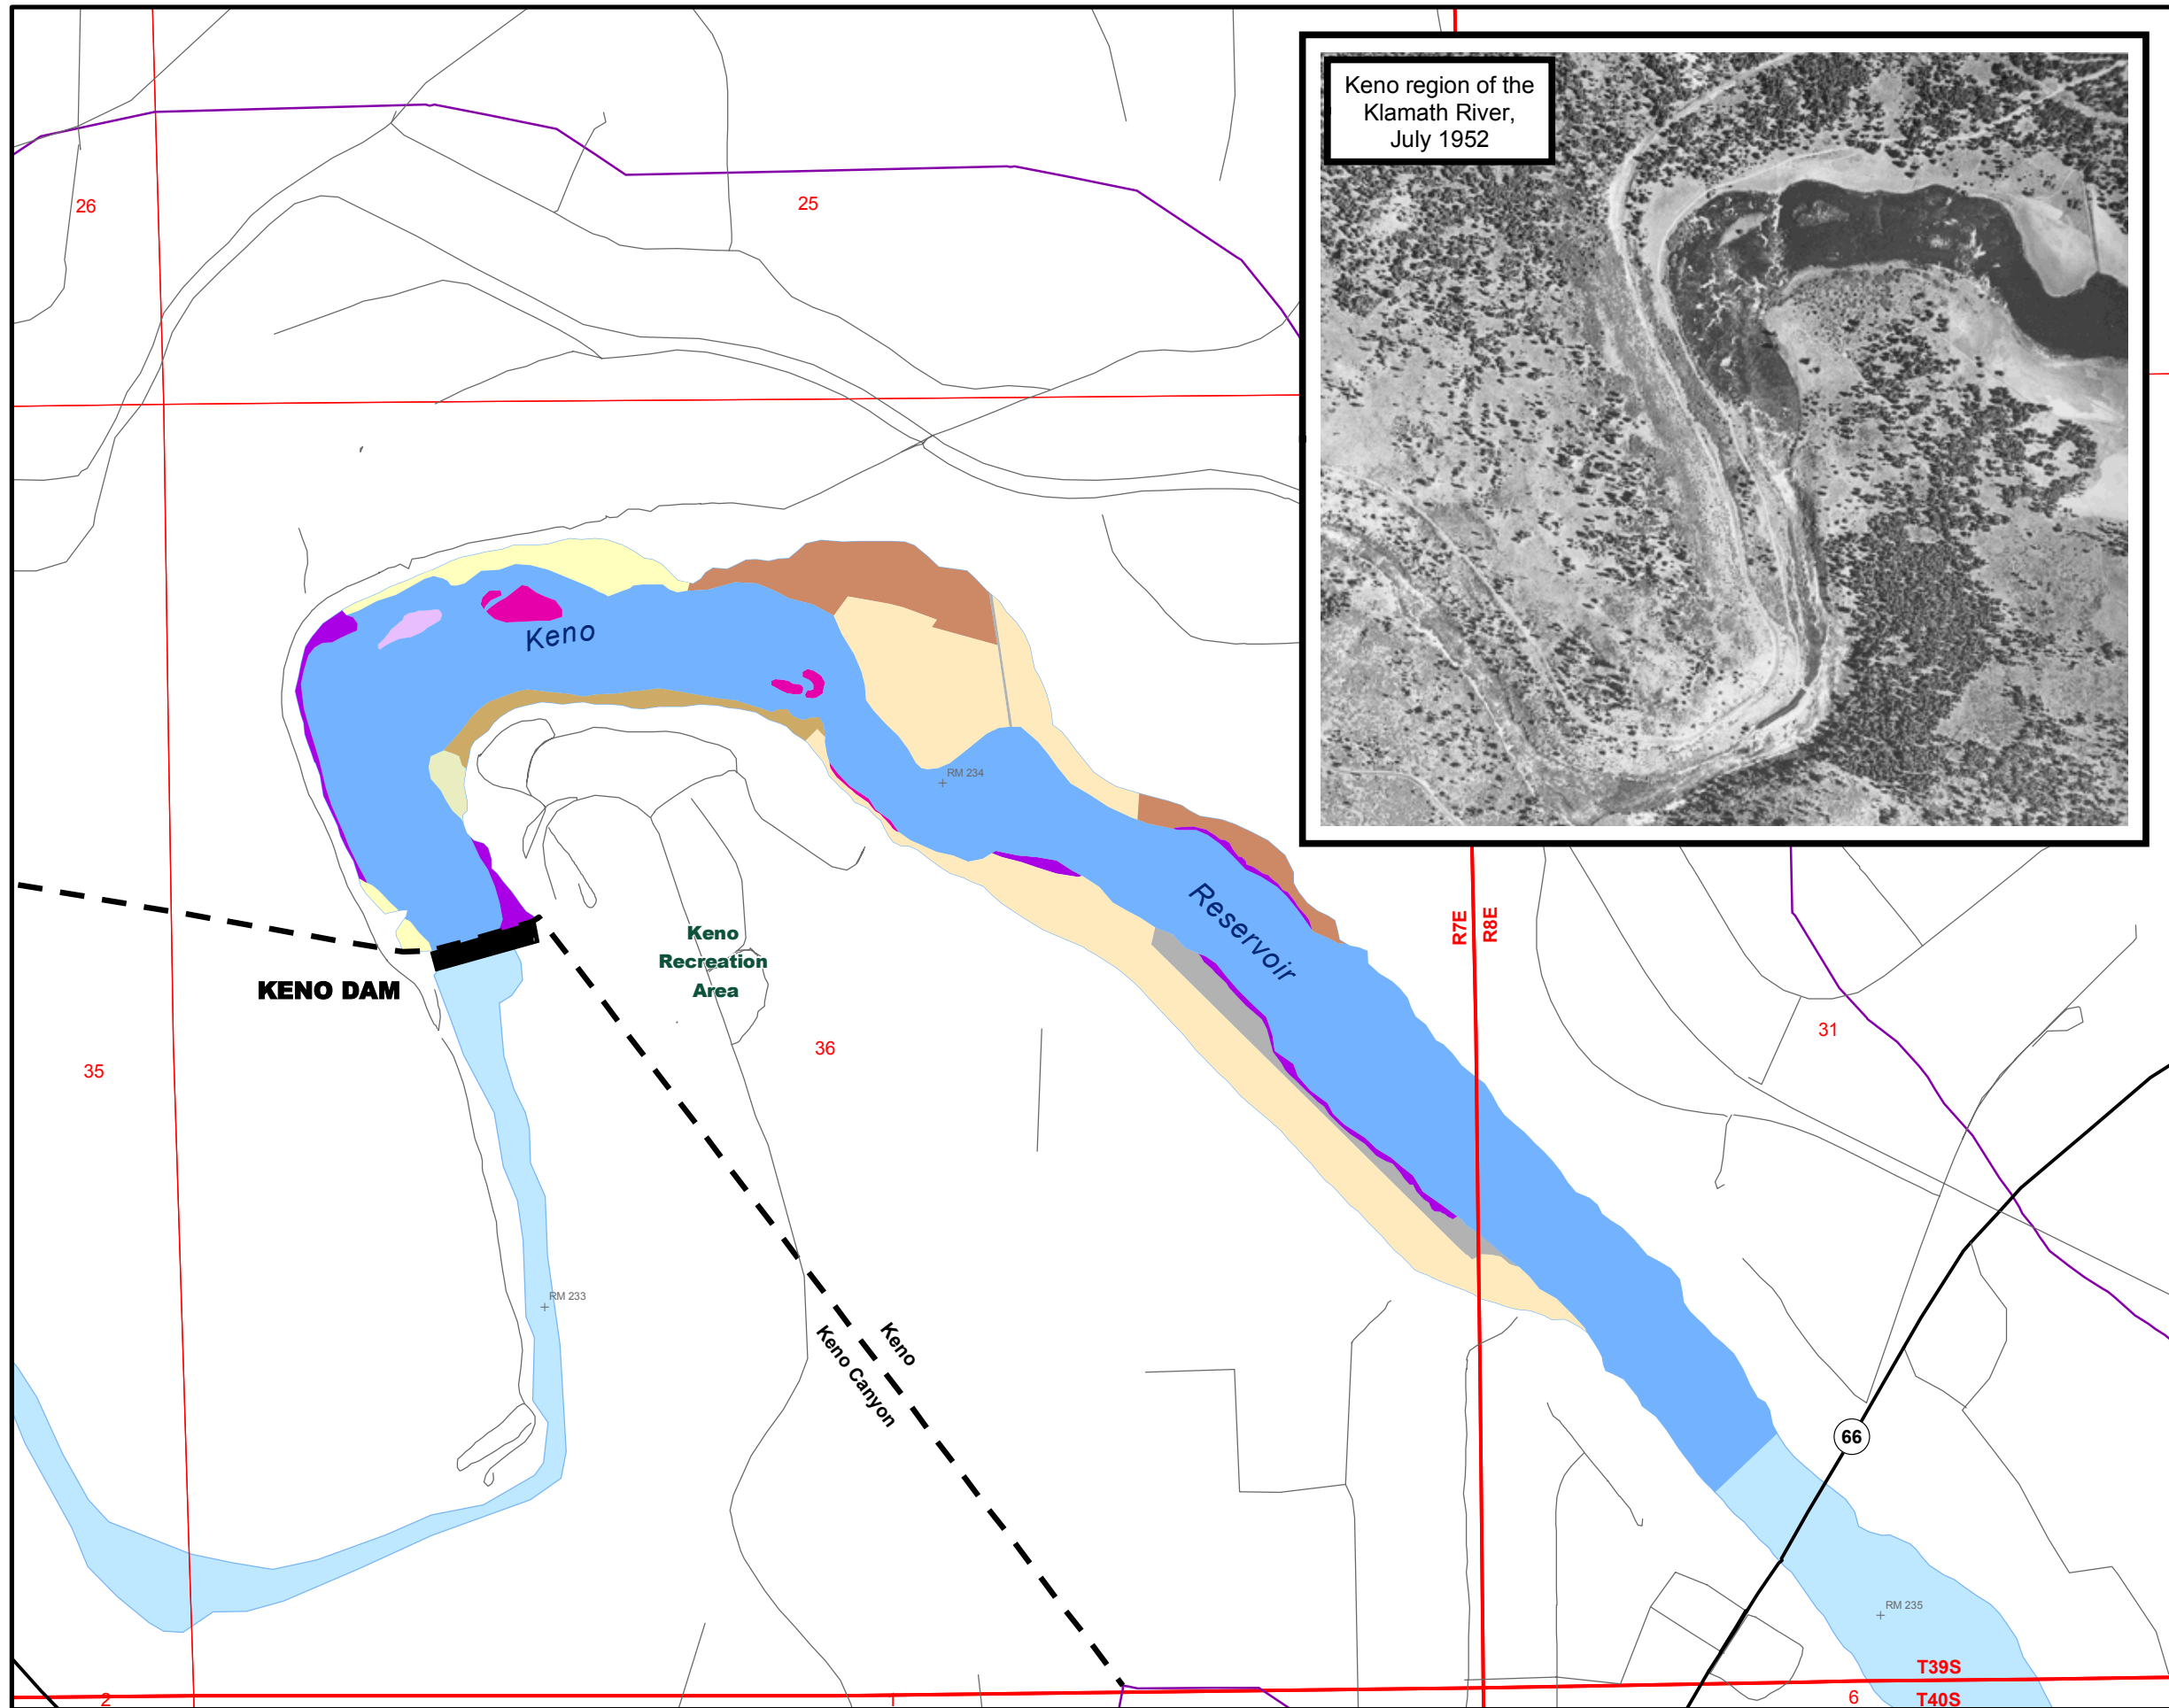 Keno region of the
Klamath River,
July 1952
26
25
Keno
RM 234
Reservoir
R7E
R8E
Keno
Recreation
Area
KENO DAM
36
31
35
RM 233
Keno
Keno Canyon
66
RM 235
T39S
T40S
2
1
6